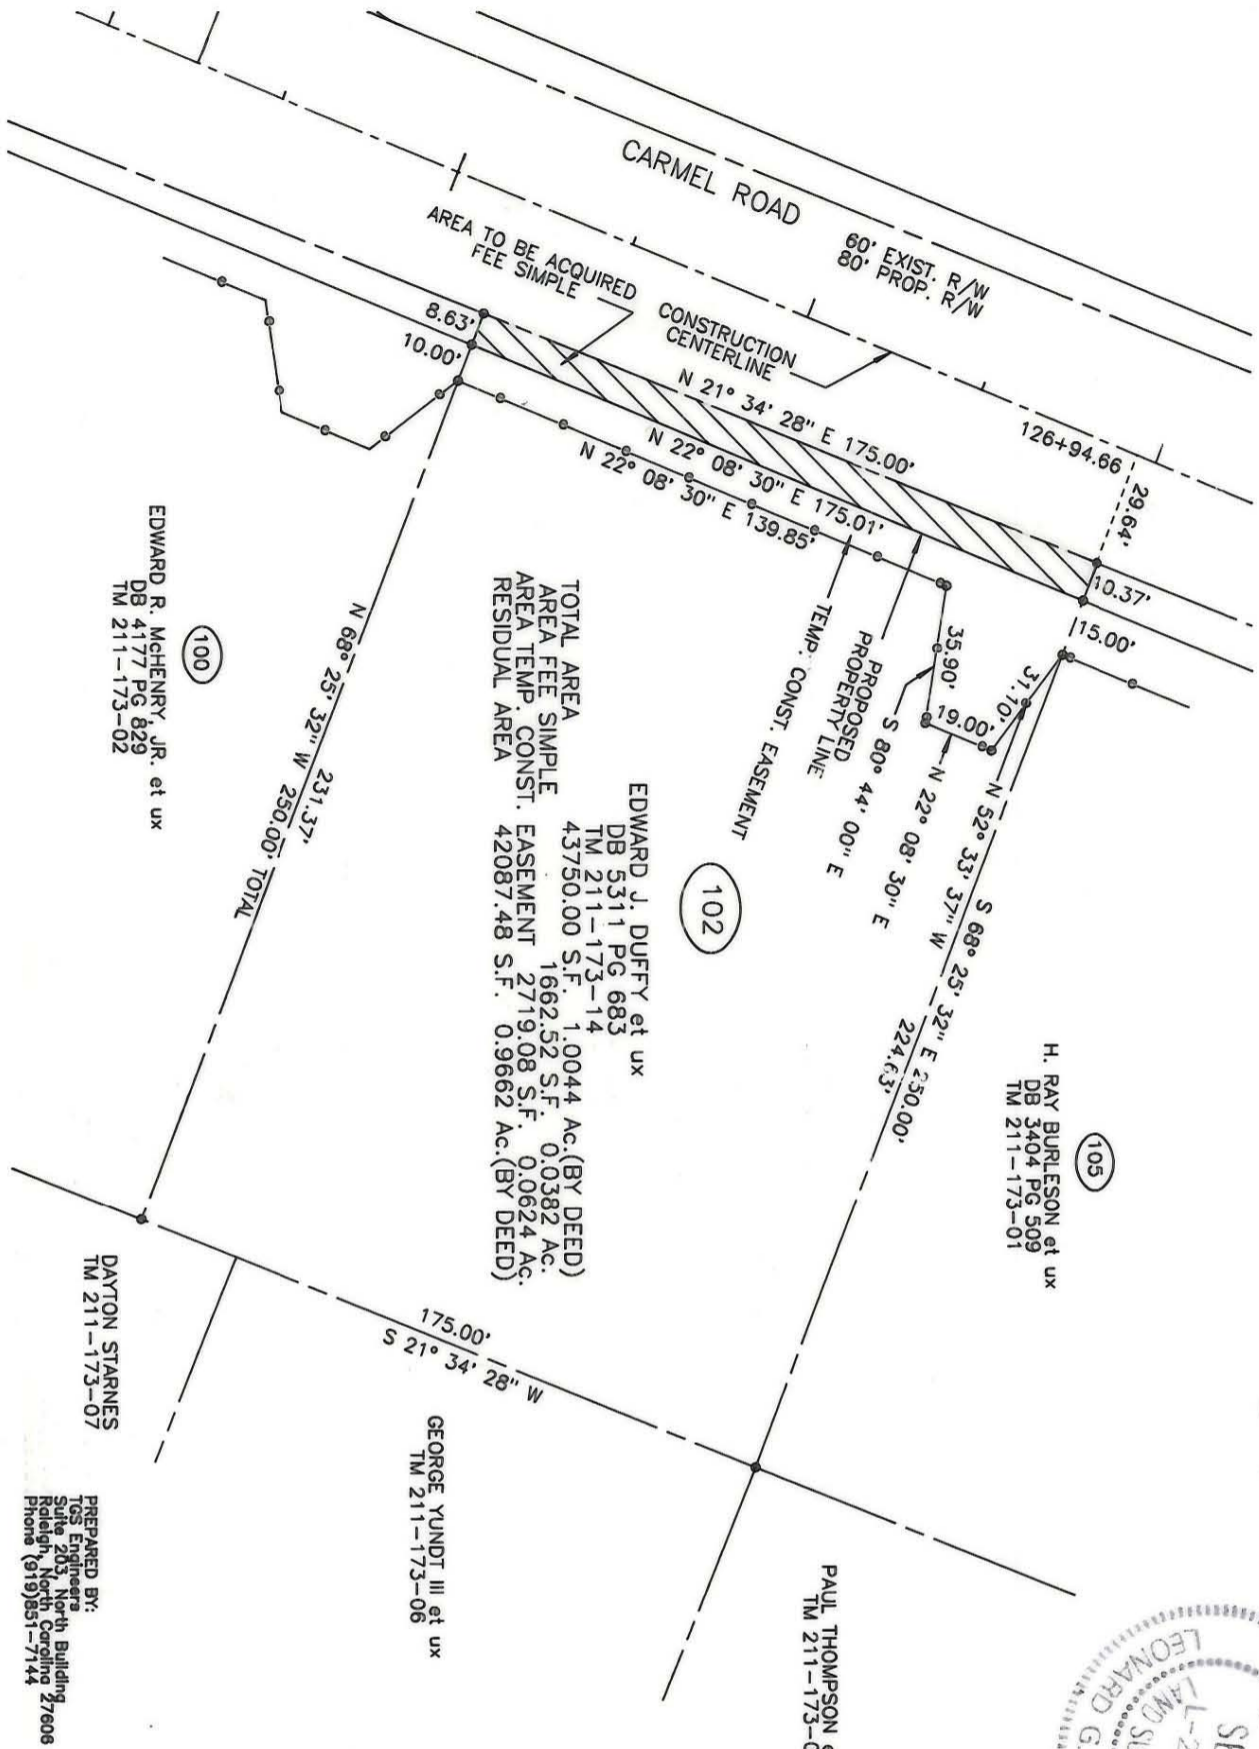 CARMEL ROAD
60' EXIST. R/W
80' PROP. R/W
AREA TO BE ACQUIRED
FEE SIMPLE
CONSTRUCTION
CENTERLINE
126+94.66
29.64'
10.37'
15.00'
8.63'
10.00'
N 21° 34' 28" E 175.00'
N 22° 08' 30" E 175.01'
N 22° 08' 30" E 139.85'
35.90'
19.00'
31.10'
TEMP. CONST. EASEMENT
PROPOSED
PROPERTY LINE
S 80° 44' 00" E
N 22° 08' 30" E
N 52° 33' 37" W
S 68° 25' 32" E 250.00'
224.63'
105
H. RAY BURLESON et ux
DB 3404 PG 509
TM 211-173-01
102
EDWARD J. DUFFY et ux
DB 5311 PG 683
TM 211-173-14
TOTAL AREA 43750.00 S.F. 1.0044 Ac.(BY DEED)
AREA FEE SIMPLE 1662.52 S.F. 0.0382 Ac.
AREA TEMP. CONST. EASEMENT 2719.08 S.F. 0.0624 Ac.
RESIDUAL AREA 42087.48 S.F. 0.9662 Ac.(BY DEED)
231.37'
N 68° 25' 32" W 250.00' TOTAL
100
EDWARD R. McHENRY, JR. et ux
DB 4177 PG 829
TM 211-173-02
175.00'
S 21° 34' 28" W
DAYTON STARNES
TM 211-173-07
GEORGE YUNDT III et ux
TM 211-173-06
PAUL THOMPSON
TM 211-173-
PREPARED BY:
TGS Engineers
Suite 203, North Building
Raleigh, North Carolina 27606
Phone (919)851-7144
LEONARD G.